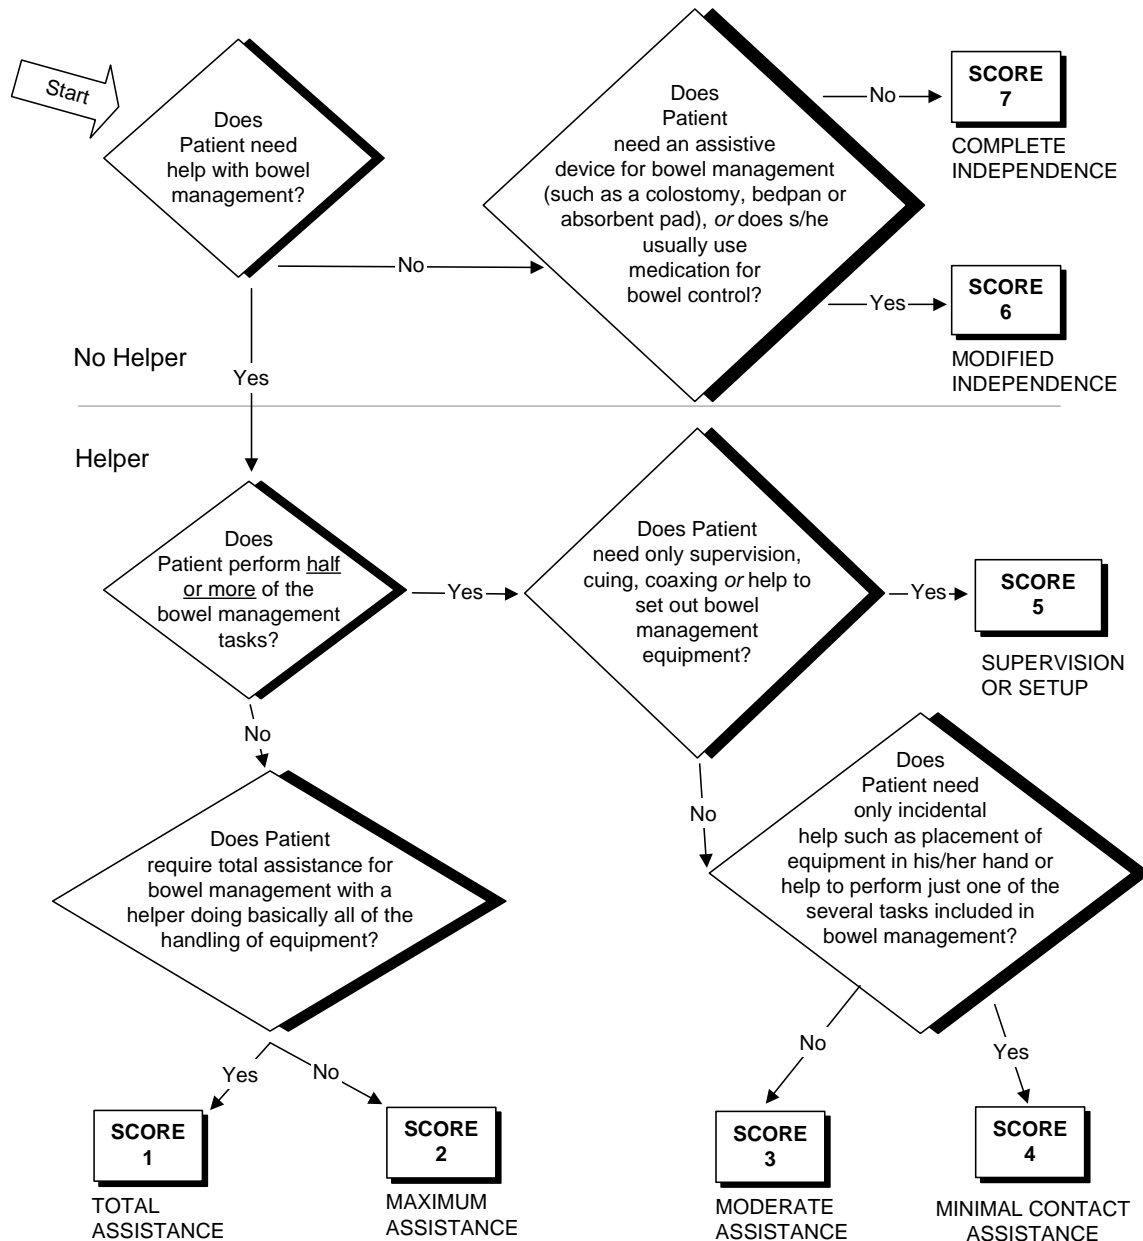 Start
Does
Patient need
help with bowel
management?
No
Does
Patient
need an assistive
device for bowel management
(such as a colostomy, bedpan or
absorbent pad), or does s/he
usually use
medication for
bowel control?
No
SCORE
7
COMPLETE
INDEPENDENCE
Yes
SCORE
6
MODIFIED
INDEPENDENCE
No Helper
Yes
Helper
Does
Patient perform half
or more of the
bowel management
tasks?
Yes
Does Patient
need only supervision,
cuing, coaxing or help to
set out bowel
management
equipment?
Yes
SCORE
5
SUPERVISION
OR SETUP
No
Does Patient
require total assistance for
bowel management with a
helper doing basically all of the
handling of equipment?
No
Does
Patient need
only incidental
help such as placement of
equipment in his/her hand or
help to perform just one of the
several tasks included in
bowel management?
Yes
SCORE
1
TOTAL
ASSISTANCE
No
SCORE
2
MAXIMUM
ASSISTANCE
No
SCORE
3
MODERATE
ASSISTANCE
Yes
SCORE
4
MINIMAL CONTACT
ASSISTANCE